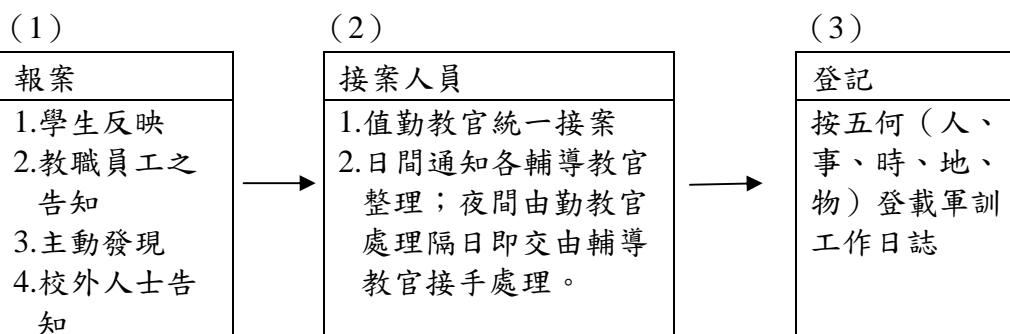 (1)
(2)
(3)
報案
1.學生反映
2.教職員工之
告知
3.主動發現
4.校外人士告
知
接案人員
1.值勤教官統一接案
2.日間通知各輔導教官
整理；夜間由勤教官
處理隔日即交由輔導
教官接手處理。
登記
按五何（人、
事、時、地、
物）登載軍訓
工作日誌